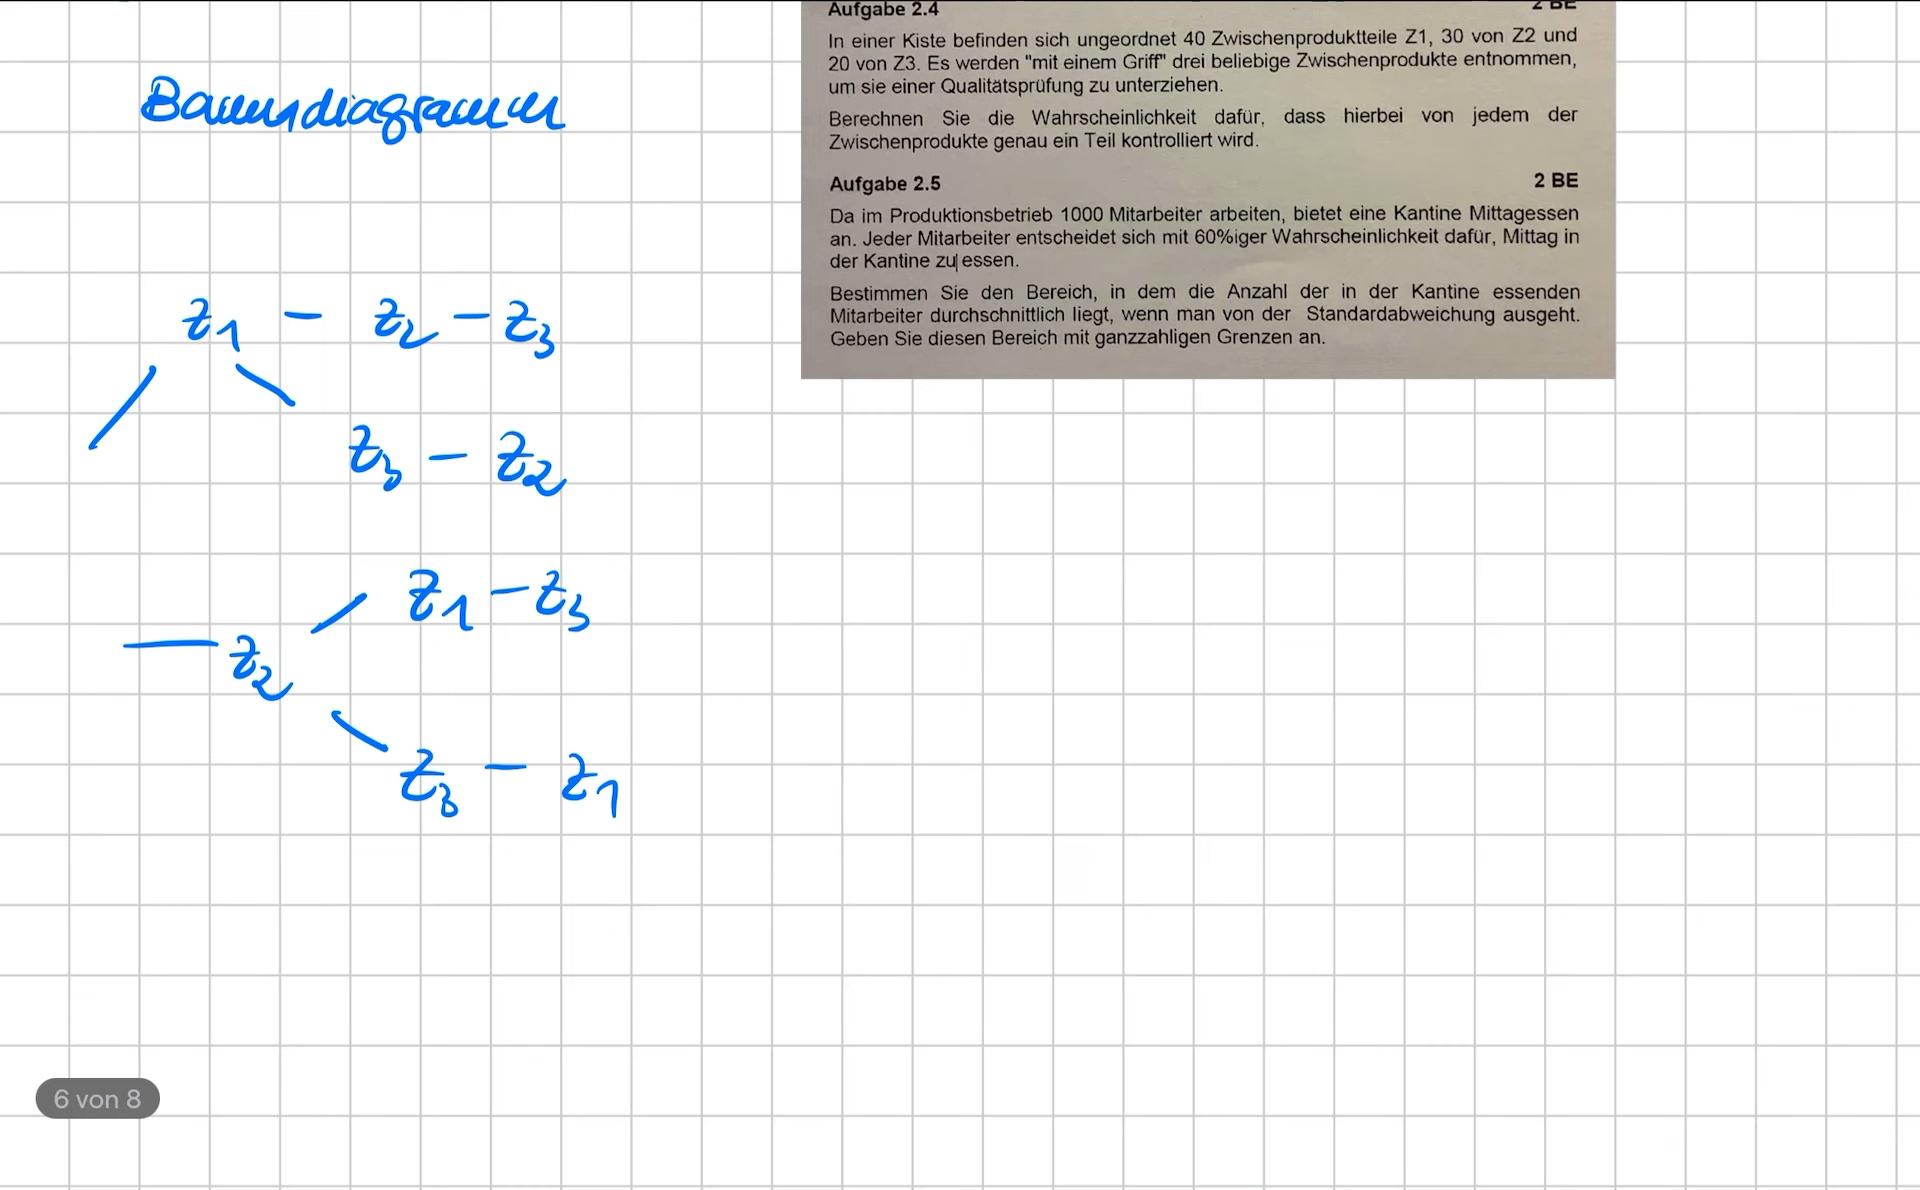 Aufgabe 2.4 2 BE
In einer Kiste befinden sich ungeordnet 40 Zwischenproduktteile Z1, 30 von Z2 und
20 von Z3. Es werden "mit einem Griff" drei beliebige Zwischenprodukte entnommen,
um sie einer Qualitätsprüfung zu unterziehen.
Berechnen Sie die Wahrscheinlichkeit dafür, dass hierbei von jedem der
Zwischenprodukte genau ein Teil kontrolliert wird.
Aufgabe 2.5 2 BE
Da im Produktionsbetrieb 1000 Mitarbeiter arbeiten, bietet eine Kantine Mittagessen
an. Jeder Mitarbeiter entscheidet sich mit 60%iger Wahrscheinlichkeit dafür, Mittag in
der Kantine zu essen.
Bestimmen Sie den Bereich, in dem die Anzahl der in der Kantine essenden
Mitarbeiter durchschnittlich liegt, wenn man von der Standardabweichung ausgeht.
Geben Sie diesen Bereich mit ganzzahligen Grenzen an.
Baumdiagramm
z1 - z2 - z3
z3 - z2
z1 - z3
z2
z3 - z1
6 von 8